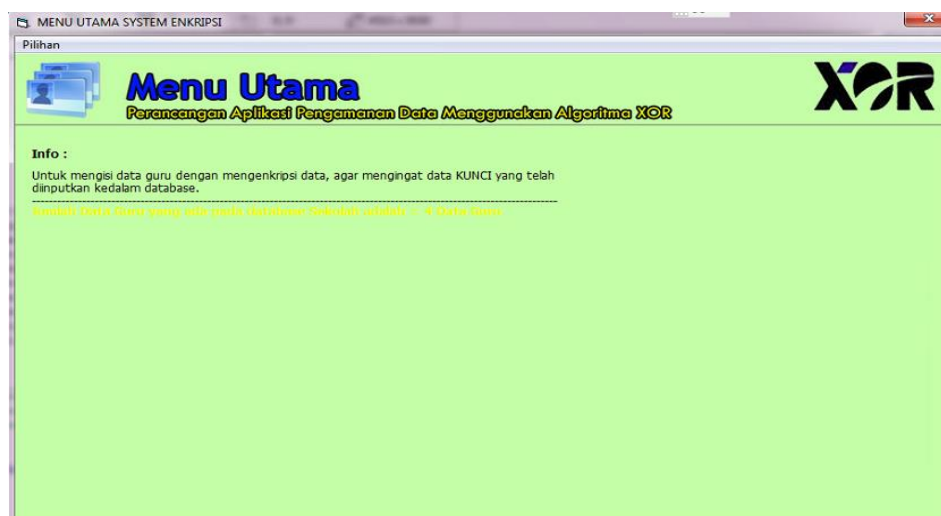 MENU UTAMA SYSTEM ENKRIPSI
Pilihan
Menu Utama
Perancangan Aplikasi Pengamanan Data Menggunakan Algoritma XOR
XOR
Info :
Untuk mengisi data guru dengan mengenkripsi data, agar mengingat data KUNCI yang telah
diinputkan kedalam database.
Jumlah Data Guru yang ada pada database Sekolah adalah : 4 Data Guru